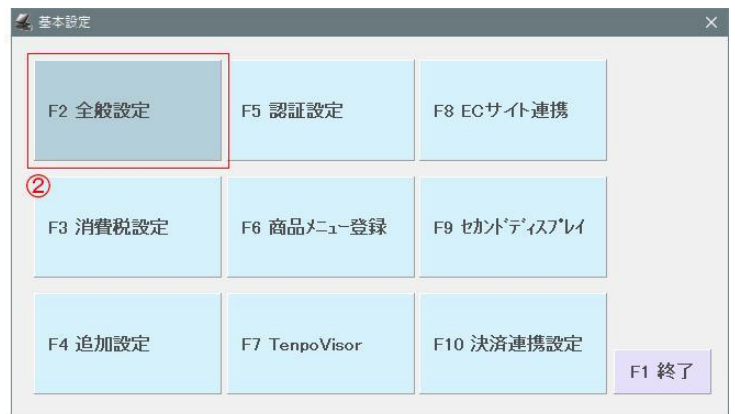 基本設定
F2 全般設定
F5 認証設定
F8 ECサイト連携
②
F3 消費税設定
F6 商品ﾒﾆｭｰ登録
F9 ｾｶﾝﾄﾞﾃﾞｨｽﾌﾟﾚｲ
F4 追加設定
F7 TenpoVisor
F10 決済連携設定
F1 終了